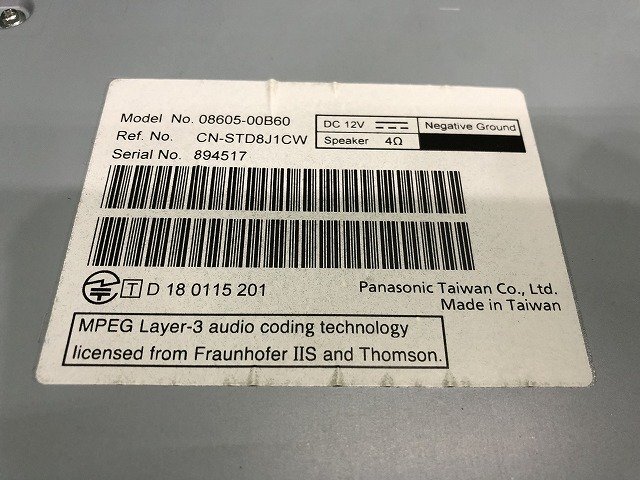 Model No. 08605-00B60
Ref. No. CN-STD8J1CW
Serial No. 894517
DC 12V
Negative Ground
Speaker 4Ω
T D 18 0115 201
Panasonic Taiwan Co., Ltd.
Made in Taiwan
MPEG Layer-3 audio coding technology
licensed from Fraunhofer IIS and Thomson.